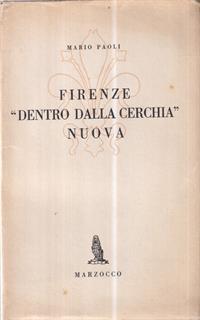 MARIO PAOLI
FIRENZE
"DENTRO DALLA CERCHIA"
NUOVA
MARZOCCO